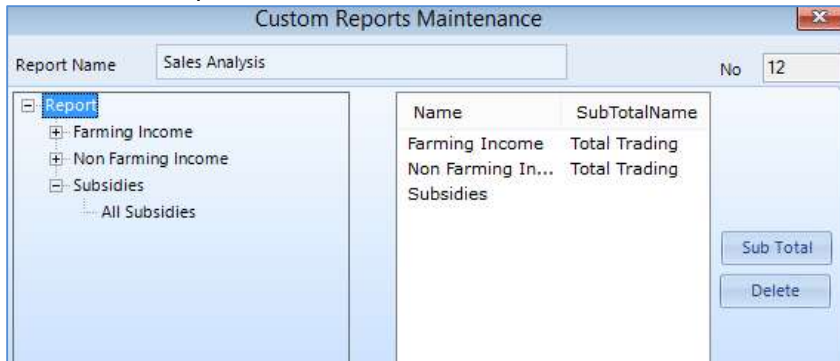 Custom Reports Maintenance
Report Name Sales Analysis No 12
Report
Farming Income
Non Farming Income
Subsidies
All Subsidies
Name SubTotalName
Farming Income Total Trading
Non Farming In... Total Trading
Subsidies
Sub Total
Delete